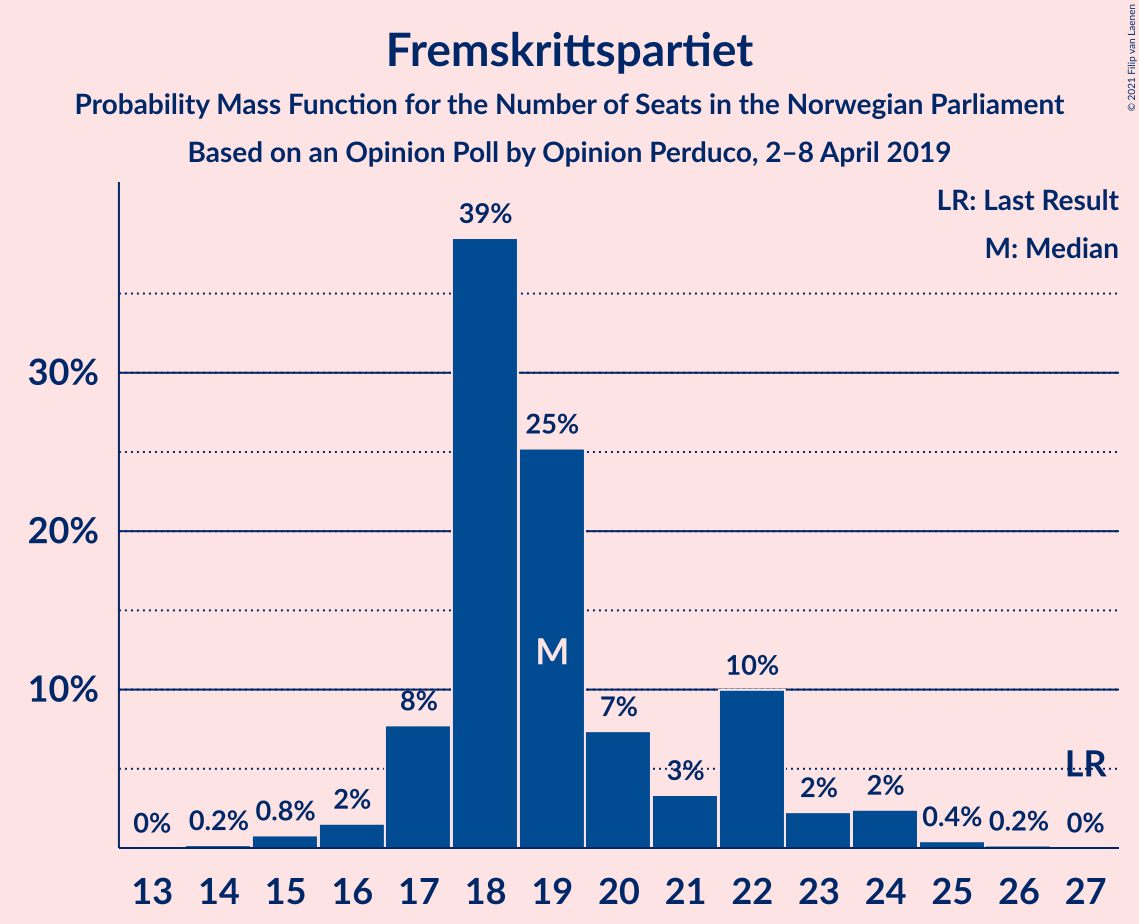 Fremskrittspartiet
Probability Mass Function for the Number of Seats in the Norwegian Parliament
Based on an Opinion Poll by Opinion Perduco, 2–8 April 2019
© 2021 Filip van Laenen
LR: Last Result
M: Median
39%
30%
25%
20%
M
10%
10%
8%
7%
LR
3%
2%
2%
2%
0.8%
0.4%
0.2%
0.2%
0%
0%
13 14 15 16 17 18 19 20 21 22 23 24 25 26 27